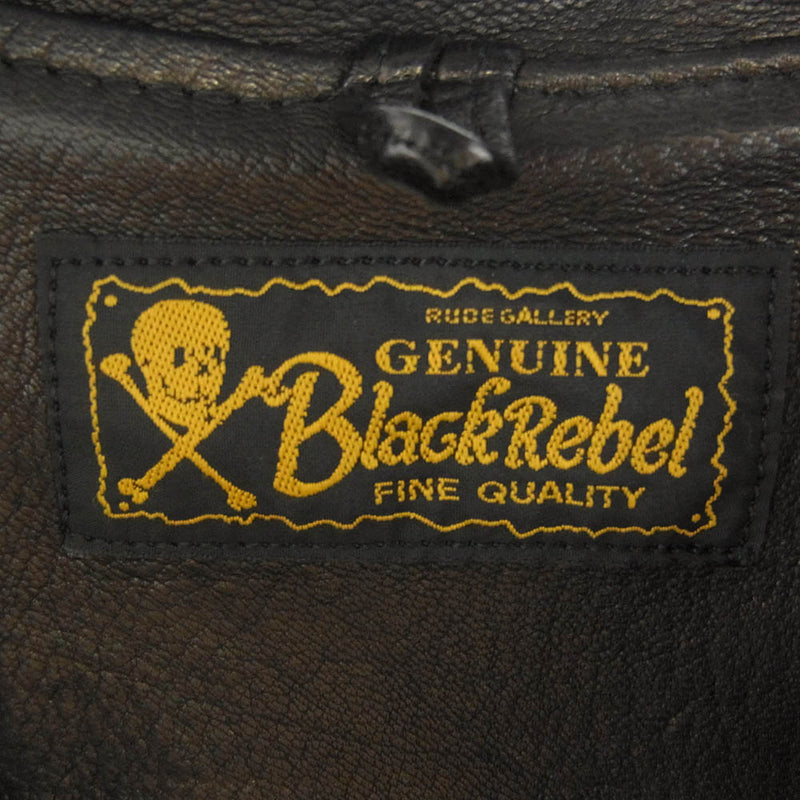 RUDE GALLERY
GENUINE
BlackRebel
FINE QUALITY